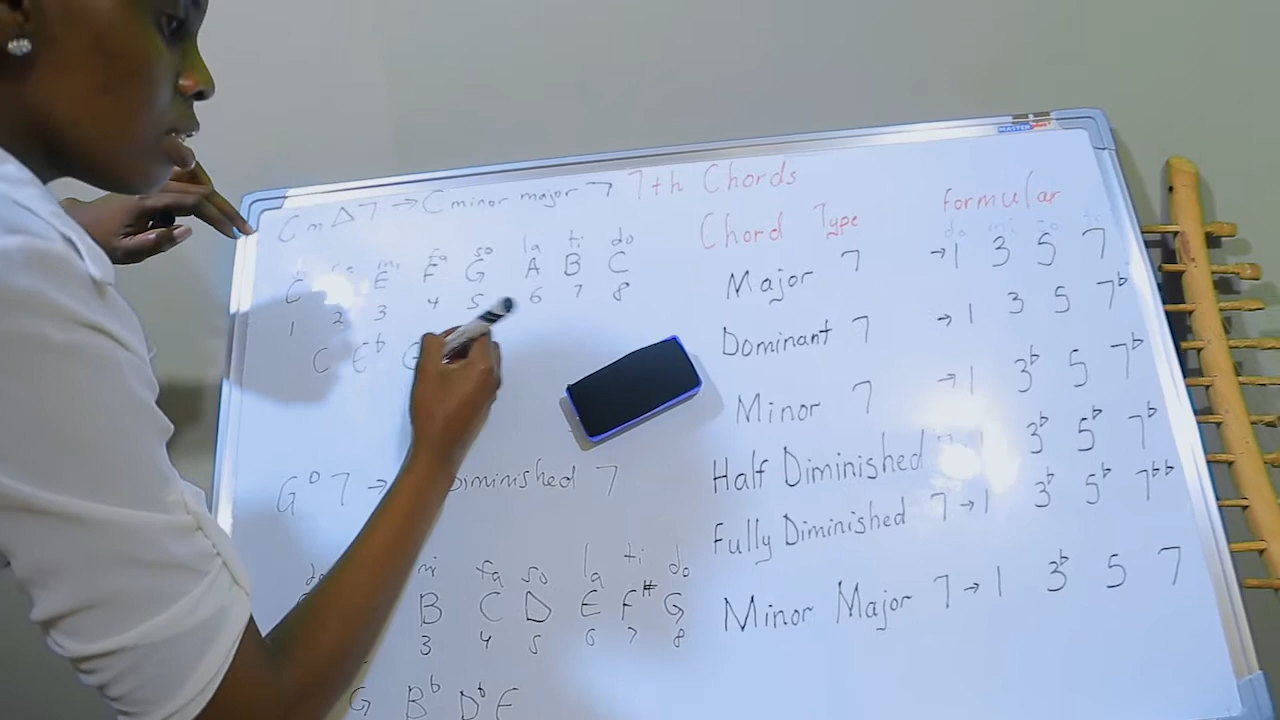 MASTER
Cm∆7 → C minor major 7
7th Chords
Chord Type
formular
do mi so ti
Major 7 → 1 3 5 7
Dominant 7 → 1 3 5 7♭
Minor 7 → 1 3♭ 5 7♭
Half Diminished 3♭ 5♭ 7♭
Fully Diminished 7 → 1 3♭ 5♭ 7♭♭
Minor Major 7 → 1 3♭ 5 7
re mi fa so la ti do
C E F G A B C
1 2 3 4 5 6 7 8
C E♭ G
G°7 → Diminished 7
do mi fa so la ti do
B C D E F# G
3 4 5 6 7 8
G B♭ D♭ E